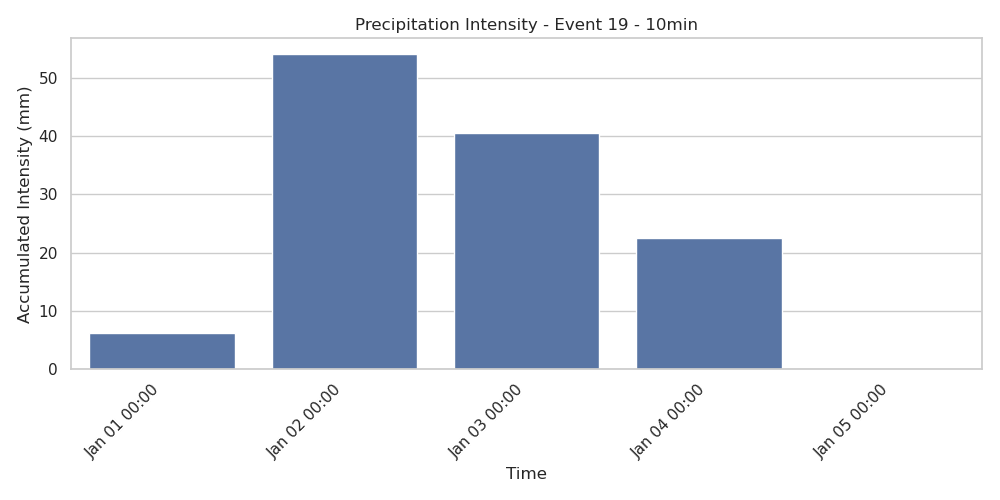 Precipitation Intensity - Event 19 - 10min
Accumulated Intensity (mm)
50
40
30
20
10
0
Jan 01 00:00
Jan 02 00:00
Jan 03 00:00
Jan 04 00:00
Jan 05 00:00
Time